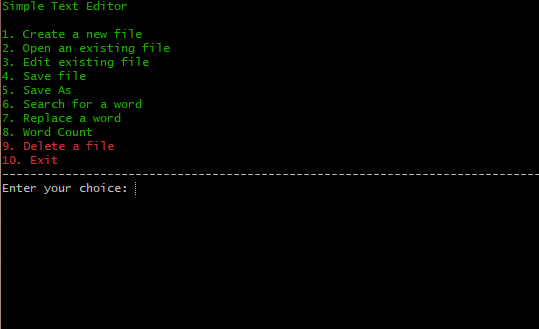 Simple Text Editor
1. Create a new file
2. Open an existing file
3. Edit existing file
4. Save file
5. Save As
6. Search for a word
7. Replace a word
8. Word Count
9. Delete a file
10. Exit
--------------------------------------------------------------------------------
Enter your choice: